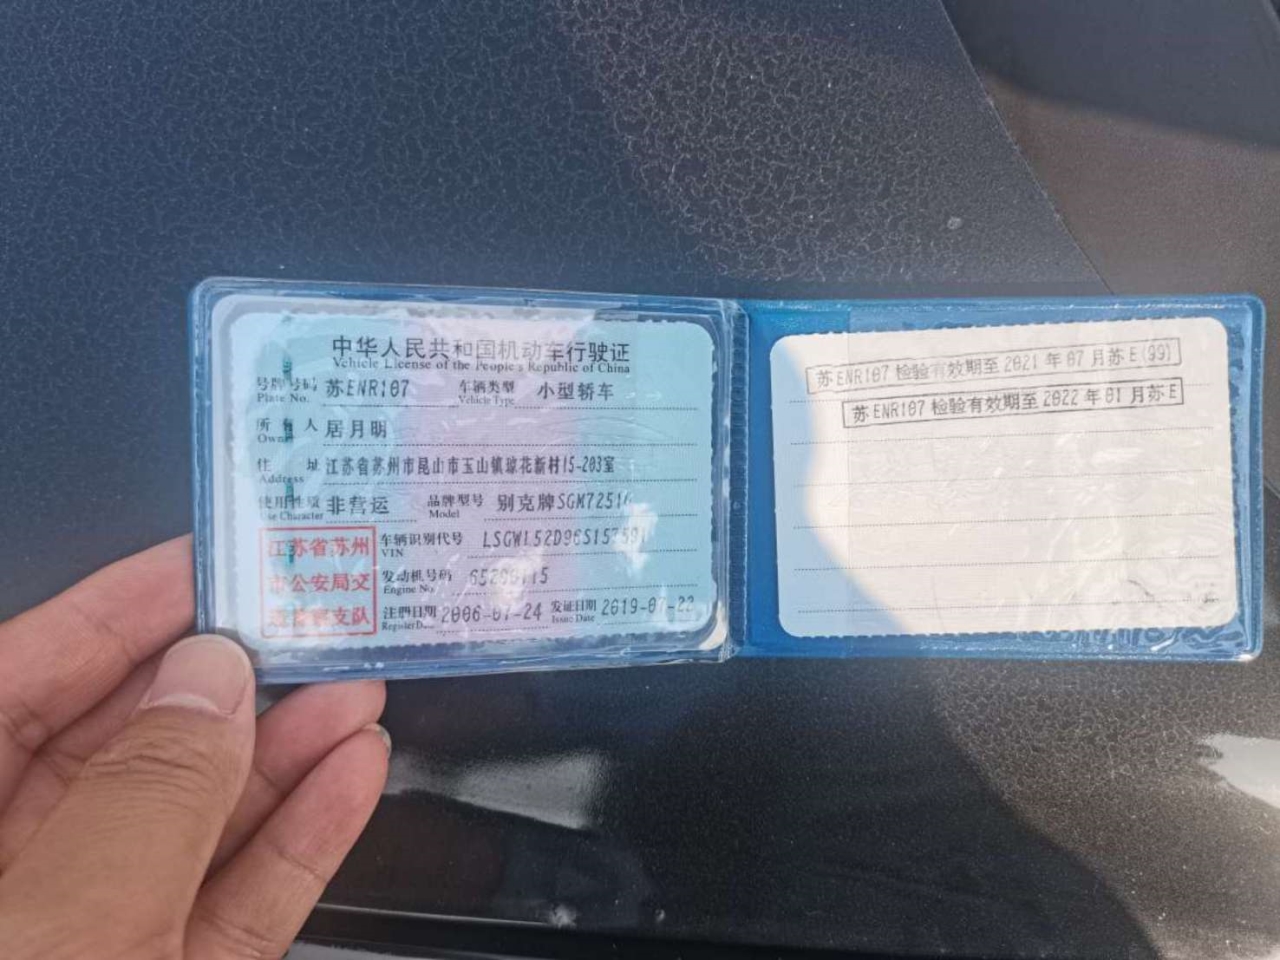 中华人民共和国机动车行驶证
Vehicle License of the People's Republic of China
号牌号码 苏ENR107 车辆类型 小型轿车
Plate No. Vehicle Type
所有人 居月明
Owner
住址 江苏省苏州市昆山市玉山镇琼花新村15-203室
Address
使用性质 非营运 品牌型号 别克牌
Use Character Model
江苏省苏州 车辆识别代号
VIN
市公安局交 发动机号码
Engine No.
通警察支队 注册日期 2006-07-24 发证日期 2019-07-22
Register Date Issue Date
苏ENR107 检验有效期至 2021 年 07 月苏 E(99)
苏ENR107 检验有效期至 2022 年 01 月苏 E